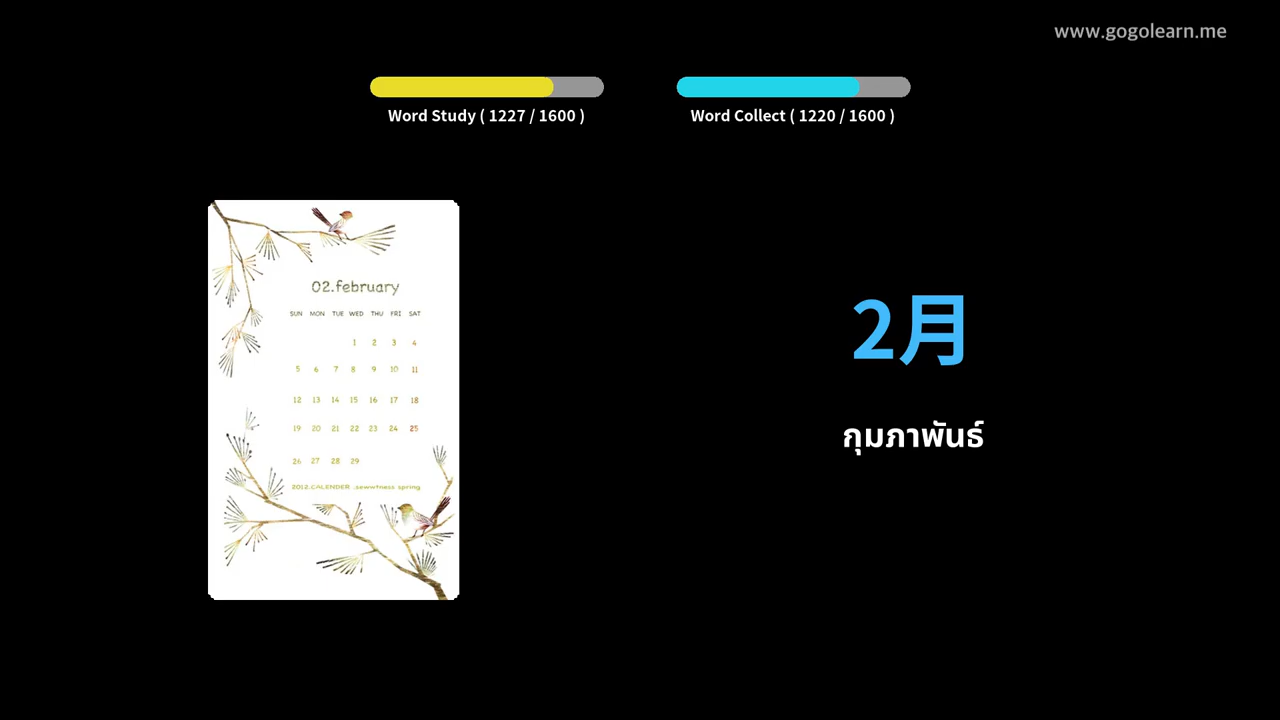 www.gogolearn.me
Word Study ( 1227 / 1600 )
Word Collect ( 1220 / 1600 )
02.february
SUN MON TUE WED THU FRI SAT
1 2 3 4
5 6 7 8 9 10 11
12 13 14 15 16 17 18
19 20 21 22 23 24 25
26 27 28 29
2012.CALENDER .sewwtness spring
2月
กุมภาพันธ์